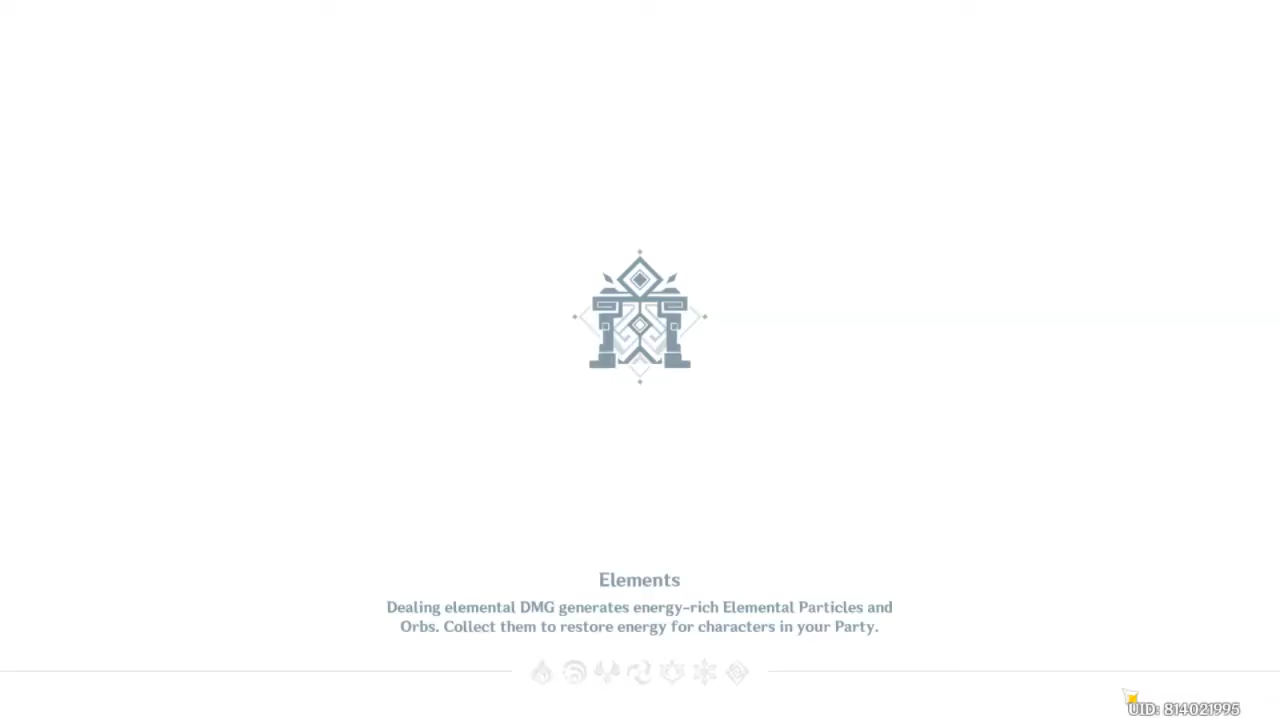 Elements
Dealing elemental DMG generates energy-rich Elemental Particles and
Orbs. Collect them to restore energy for characters in your Party.
UID: 814021995